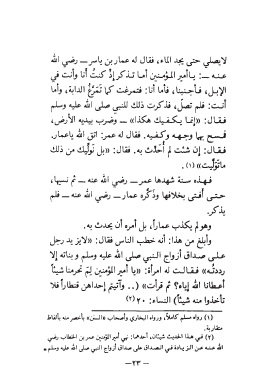 لايصلي حتى يجد الماء، فقال له عمار بن ياسر ــ رضي الله
عنه ــ: ياأمير المؤمنين أما تذكر إذ كنتُ أنا وأنت في
الإبل، فأجنبنا، فأما أنا: فتمرغت كما تَمَرَّغُ الدابة، وأما
أنت: فلم تصل، فذكرت ذلك للنبي صلى الله عليه وسلم
فقال: «إنما يكفيك هكذا» ــ وضرب بيديه الأرض،
فمسح بها وجهه وكفيه. فقال له عمر: اتق الله ياعمار.
فقال: إن شئت لم أُحدِّث به. فقال: «بل نُولِّيك من ذلك
ماتَوَلَّيت» (١).
فهذه سنة شهدها عمر ــ رضي الله عنه ــ ثم نسيها،
حتى أفتى بخلافها وذكَّره عمار ــ رضي الله عنه ــ فلم
يذكر.
وهو لم يكذب عماراً، بل أمره أن يحدث به.
وأبلغ من هذا: أنه خطب الناس فقال: «لايزيد رجل
على صداق أزواج النبي صلى الله عليه وسلم وبناته إلا
رددتُه» فقالت له امرأة: «يا أمير المؤمنين لِمَ تحرمنا شيئاً
أعطانا الله إياه؟ ثم قرأت» (.. وآتيتم إحداهن قنطاراً فلا
تأخذوا منه شيئاً) النساء: ٢٠ (٢)
(١) رواه مسلم كاملاً، ورواه البخاري وأصحاب «السنن» بأخصر منه بألفاظ
متقاربة.
(٢) في هذا الحديث شيئان، أحدهما: نهي أمير المؤمنين عمر بن الخطاب رضي
الله عنه عن الزيادة في الصداق على صداق أزواج النبي صلى الله عليه وسلم =
ــ ٢٣ ــ